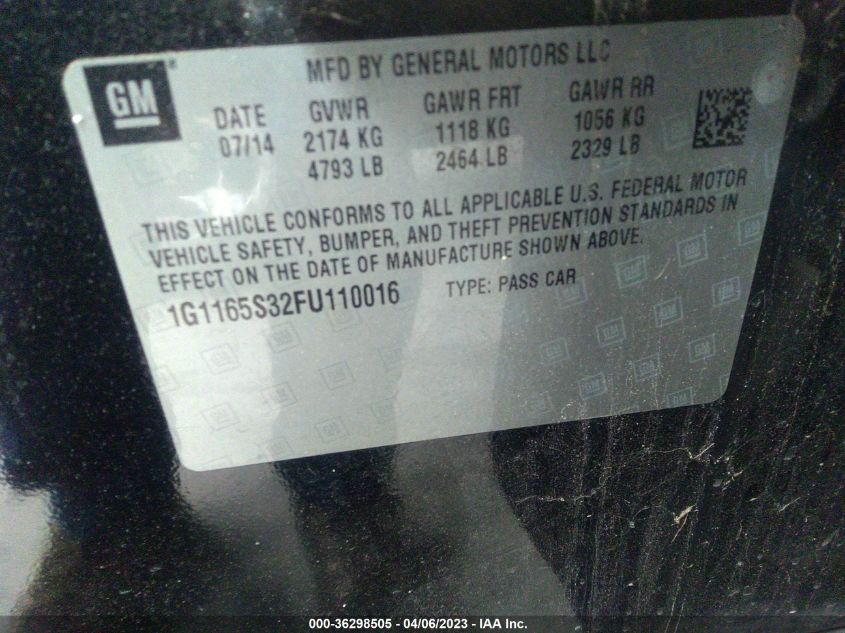 GM
MFD BY GENERAL MOTORS LLC
DATE GVWR GAWR FRT GAWR RR
07/14 2174 KG 1118 KG 1056 KG
4793 LB 2464 LB 2329 LB
THIS VEHICLE CONFORMS TO ALL APPLICABLE U.S. FEDERAL MOTOR
VEHICLE SAFETY, BUMPER, AND THEFT PREVENTION STANDARDS IN
EFFECT ON THE DATE OF MANUFACTURE SHOWN ABOVE.
1G1165S32FU110016 TYPE: PASS CAR
000-36298505 - 04/06/2023 - IAA Inc.